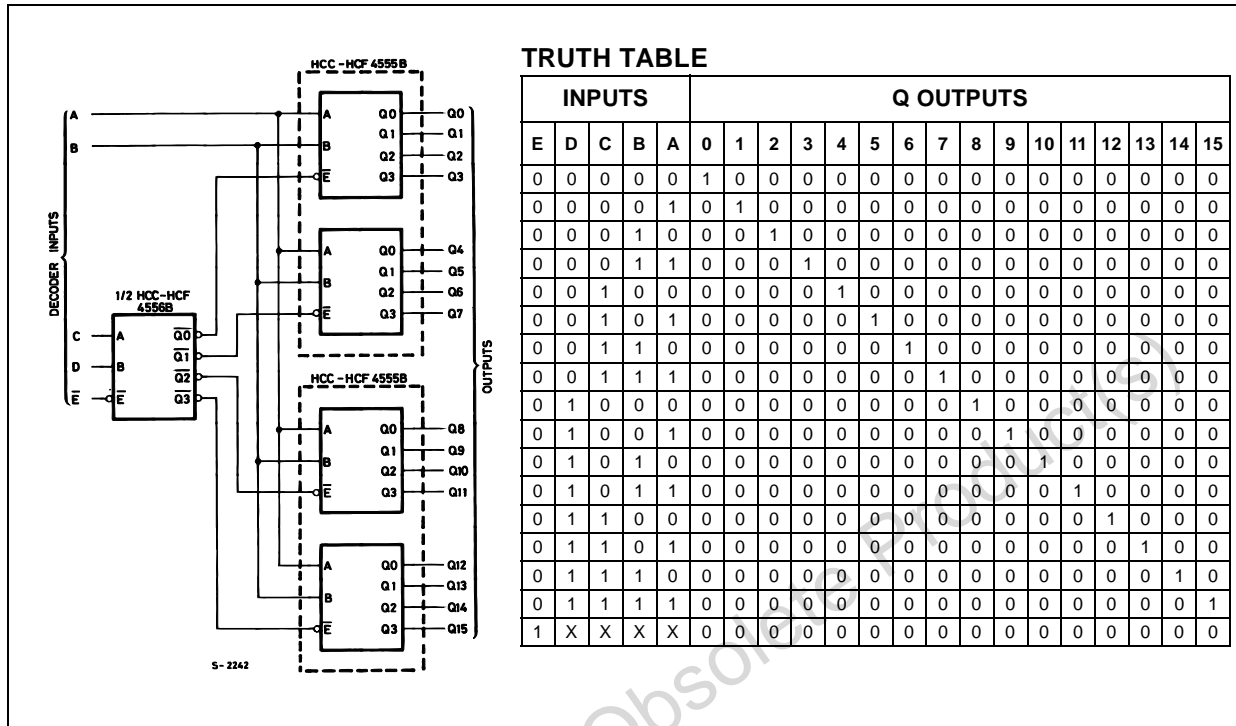 HCC-HCF 4555B
A
B
DECODER INPUTS
A Q0 Q0
Q1 Q1
B Q2 Q2
E Q3 Q3
A Q0 Q4
Q1 Q5
B Q2 Q6
E Q3 Q7
1/2 HCC-HCF
4556B
C A Q0
Q1
D B Q2
E E Q3
OUTPUTS
HCC-HCF 4555B
A Q0 Q8
Q1 Q9
B Q2 Q10
E Q3 Q11
A Q0 Q12
Q1 Q13
B Q2 Q14
E Q3 Q15
S-2242
TRUTH TABLE
INPUTS Q OUTPUTS
E D C B A 0 1 2 3 4 5 6 7 8 9 10 11 12 13 14 15
0 0 0 0 0 1 0 0 0 0 0 0 0 0 0 0 0 0 0 0 0
0 0 0 0 1 0 1 0 0 0 0 0 0 0 0 0 0 0 0 0 0
0 0 0 1 0 0 0 1 0 0 0 0 0 0 0 0 0 0 0 0 0
0 0 0 1 1 0 0 0 1 0 0 0 0 0 0 0 0 0 0 0 0
0 0 1 0 0 0 0 0 0 1 0 0 0 0 0 0 0 0 0 0 0
0 0 1 0 1 0 0 0 0 0 1 0 0 0 0 0 0 0 0 0 0
0 0 1 1 0 0 0 0 0 0 0 1 0 0 0 0 0 0 0 0 0
0 0 1 1 1 0 0 0 0 0 0 0 1 0 0 0 0 0 0 0 0
0 1 0 0 0 0 0 0 0 0 0 0 0 1 0 0 0 0 0 0 0
0 1 0 0 1 0 0 0 0 0 0 0 0 0 1 0 0 0 0 0 0
0 1 0 1 0 0 0 0 0 0 0 0 0 0 0 1 0 0 0 0 0
0 1 0 1 1 0 0 0 0 0 0 0 0 0 0 0 1 0 0 0 0
0 1 1 0 0 0 0 0 0 0 0 0 0 0 0 0 0 1 0 0 0
0 1 1 0 1 0 0 0 0 0 0 0 0 0 0 0 0 0 1 0 0
0 1 1 1 0 0 0 0 0 0 0 0 0 0 0 0 0 0 0 1 0
0 1 1 1 1 0 0 0 0 0 0 0 0 0 0 0 0 0 0 0 1
1 X X X X 0 0 0 0 0 0 0 0 0 0 0 0 0 0 0 0
Obsolete Product(s)